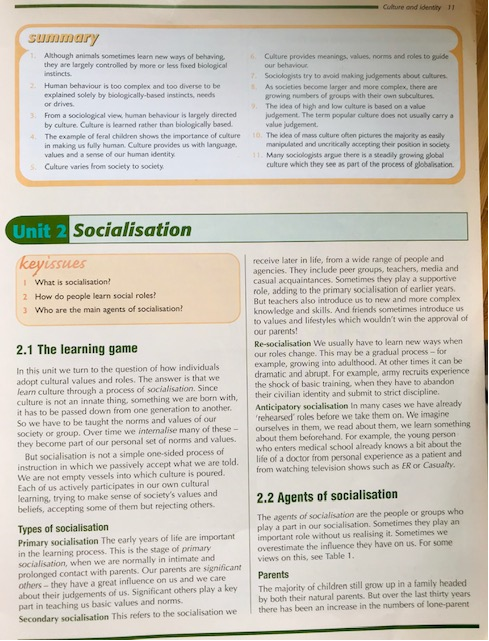 Culture and identity 11
summary
1. Although animals sometimes learn new ways of behaving,
they are largely controlled by more or less fixed biological
instincts.
2. Human behaviour is too complex and too diverse to be
explained solely by biologically-based instincts, needs
or drives.
3. From a sociological view, human behaviour is largely directed
by culture. Culture is learned rather than biologically based.
4. The example of feral children shows the importance of culture
in making us fully human. Culture provides us with language,
values and a sense of our human identity.
5. Culture varies from society to society.
6. Culture provides meanings, values, norms and roles to guide
our behaviour.
7. Sociologists try to avoid making judgements about cultures.
8. As societies become larger and more complex, there are
growing numbers of groups with their own subcultures.
9. The idea of high and low culture is based on a value
judgement. The term popular culture does not usually carry a
value judgement.
10. The idea of mass culture often pictures the majority as easily
manipulated and uncritically accepting their position in society.
11. Many sociologists argue there is a steadily growing global
culture which they see as part of the process of globalisation.
Unit 2 Socialisation
keyissues
1 What is socialisation?
2 How do people learn social roles?
3 Who are the main agents of socialisation?
2.1 The learning game
In this unit we turn to the question of how individuals
adopt cultural values and roles. The answer is that we
learn culture through a process of socialisation. Since
culture is not an innate thing, something we are born with,
it has to be passed down from one generation to another.
So we have to be taught the norms and values of our
society or group. Over time we internalise many of these –
they become part of our personal set of norms and values.
But socialisation is not a simple one-sided process of
instruction in which we passively accept what we are told.
We are not empty vessels into which culture is poured.
Each of us actively participates in our own cultural
learning, trying to make sense of society's values and
beliefs, accepting some of them but rejecting others.
Types of socialisation
Primary socialisation The early years of life are important
in the learning process. This is the stage of primary
socialisation, when we are normally in intimate and
prolonged contact with parents. Our parents are significant
others – they have a great influence on us and we care
about their judgements of us. Significant others play a key
part in teaching us basic values and norms.
Secondary socialisation This refers to the socialisation we
receive later in life, from a wide range of people and
agencies. They include peer groups, teachers, media and
casual acquaintances. Sometimes they play a supportive
role, adding to the primary socialisation of earlier years.
But teachers also introduce us to new and more complex
knowledge and skills. And friends sometimes introduce us
to values and lifestyles which wouldn't win the approval of
our parents!
Re-socialisation We usually have to learn new ways when
our roles change. This may be a gradual process – for
example, growing into adulthood. At other times it can be
dramatic and abrupt. For example, army recruits experience
the shock of basic training, when they have to abandon
their civilian identity and submit to strict discipline.
Anticipatory socialisation In many cases we have already
'rehearsed' roles before we take them on. We imagine
ourselves in them, we read about them, we learn something
about them beforehand. For example, the young person
who enters medical school already knows a bit about the
life of a doctor from personal experience as a patient and
from watching television shows such as ER or Casualty.
2.2 Agents of socialisation
The agents of socialisation are the people or groups who
play a part in our socialisation. Sometimes they play an
important role without us realising it. Sometimes we
overestimate the influence they have on us. For some
views on this, see Table 1.
Parents
The majority of children still grow up in a family headed
by both their natural parents. But over the last thirty years
there has been an increase in the numbers of lone-parent